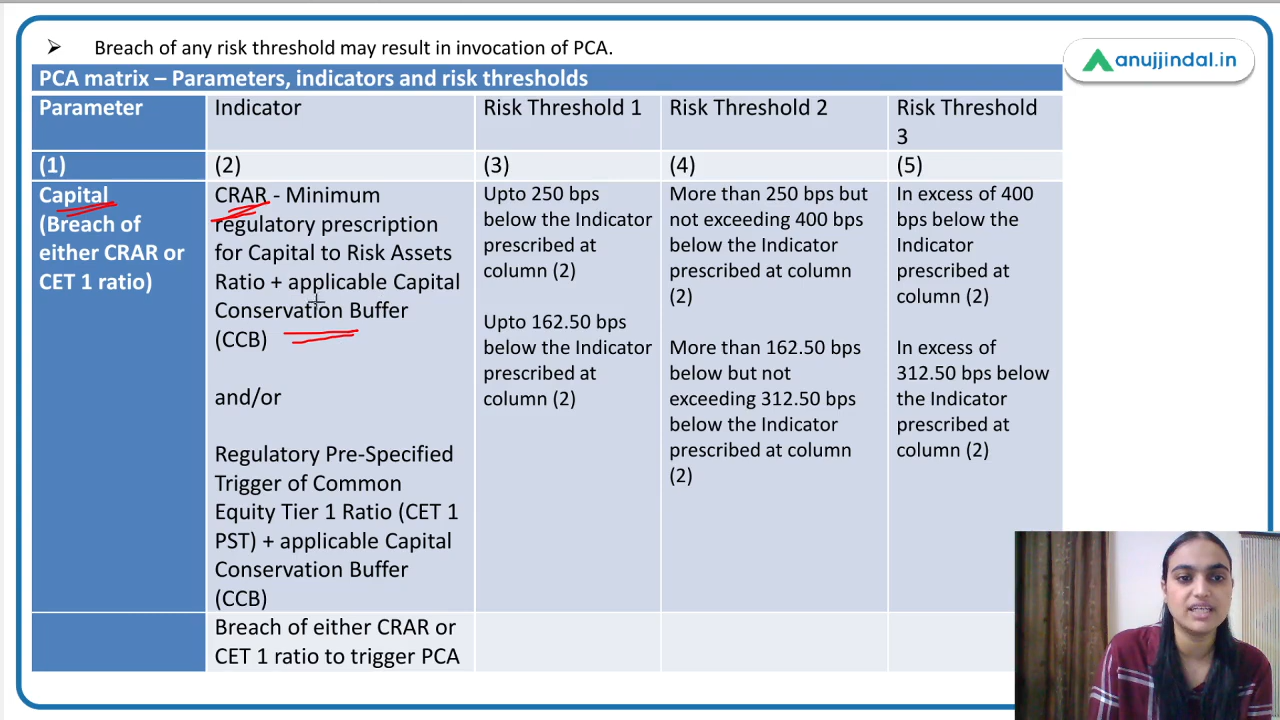 ➢ Breach of any risk threshold may result in invocation of PCA.
anujjindal.in
PCA matrix – Parameters, indicators and risk thresholds
Parameter
Indicator
Risk Threshold 1
Risk Threshold 2
Risk Threshold
3
(1)
(2)
(3)
(4)
(5)
Capital
(Breach of
either CRAR or
CET 1 ratio)
CRAR - Minimum
regulatory prescription
for Capital to Risk Assets
Ratio + applicable Capital
Conservation Buffer
(CCB)
and/or
Regulatory Pre-Specified
Trigger of Common
Equity Tier 1 Ratio (CET 1
PST) + applicable Capital
Conservation Buffer
(CCB)
Upto 250 bps
below the Indicator
prescribed at
column (2)
Upto 162.50 bps
below the Indicator
prescribed at
column (2)
More than 250 bps but
not exceeding 400 bps
below the Indicator
prescribed at column
(2)
More than 162.50 bps
below but not
exceeding 312.50 bps
below the Indicator
prescribed at column
(2)
In excess of 400
bps below the
Indicator
prescribed at
column (2)
In excess of
312.50 bps below
the Indicator
prescribed at
column (2)
Breach of either CRAR or
CET 1 ratio to trigger PCA